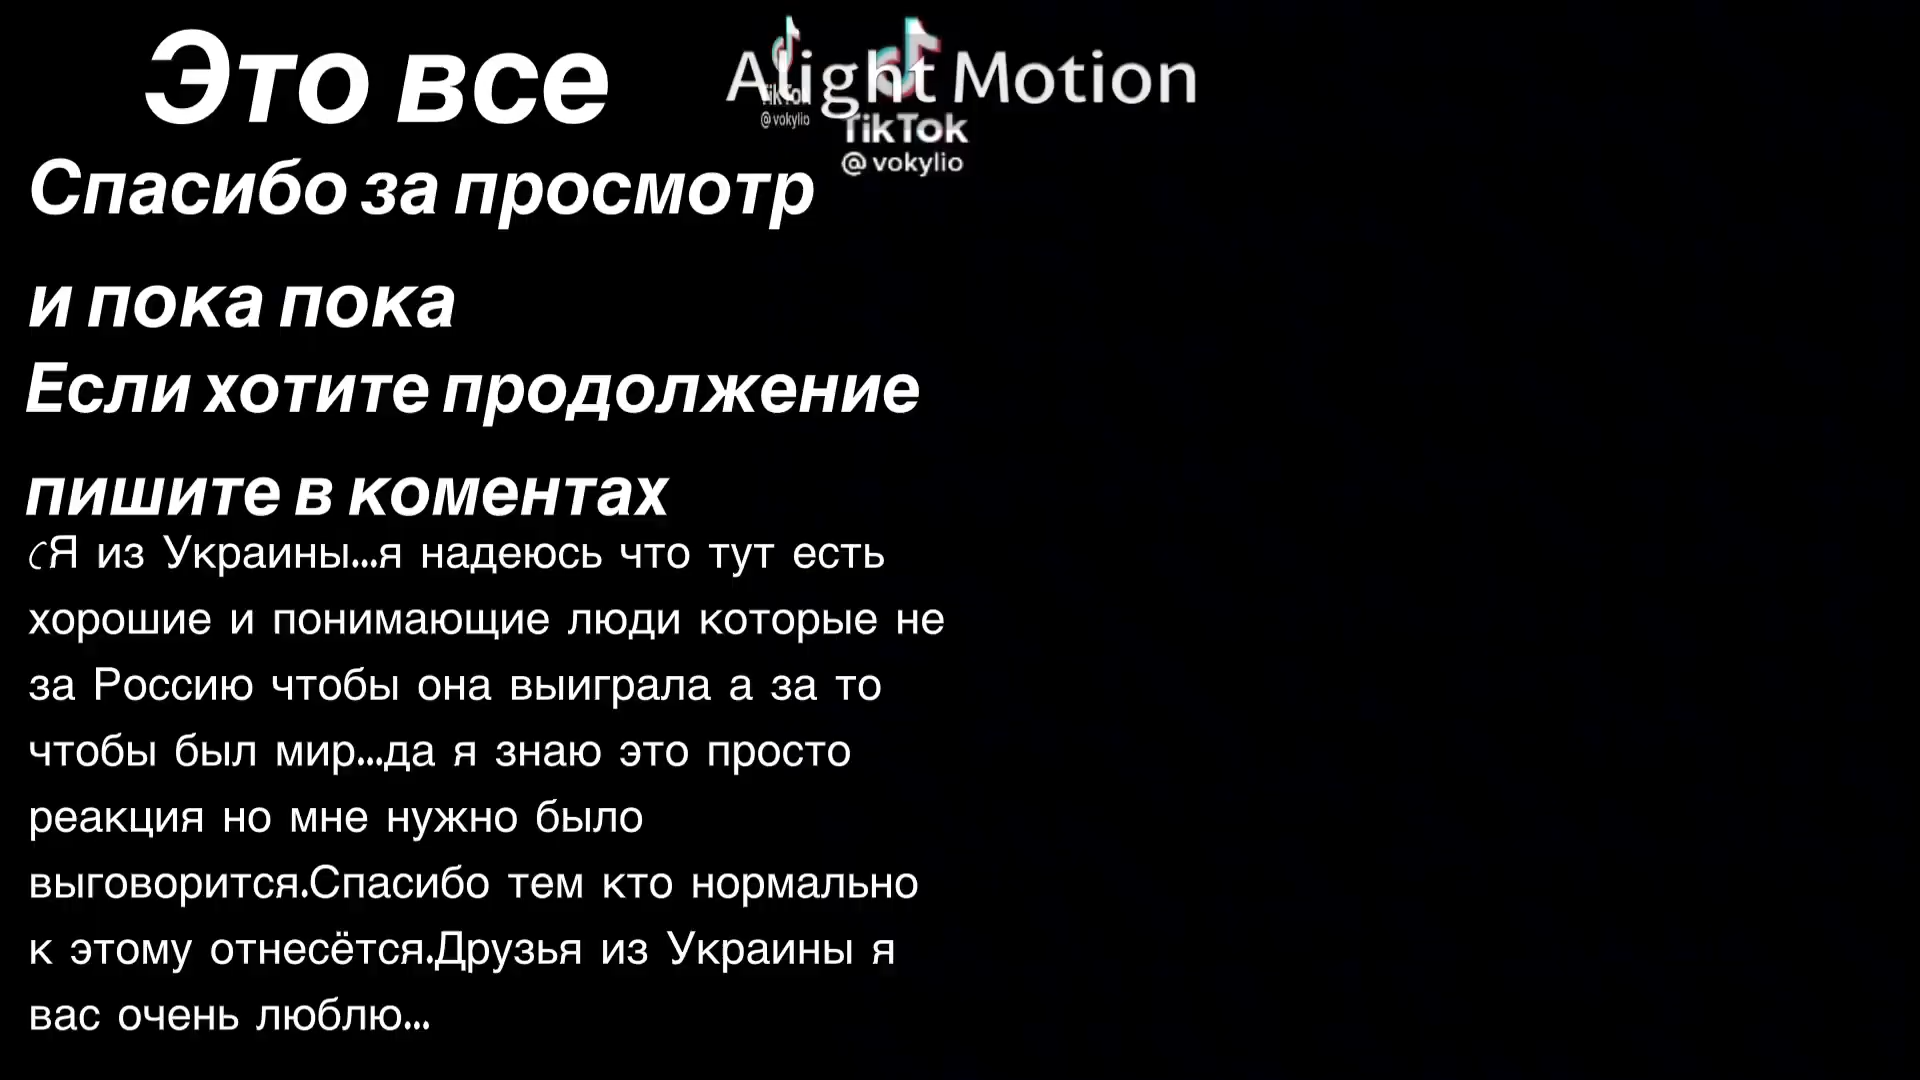 Это все
Alight Motion
TikTok
@vokylio
TikTok
@vokylio
Спасибо за просмотр
и пока пока
Если хотите продолжение
пишите в коментах
(Я из Украины...я надеюсь что тут есть
хорошие и понимающие люди которые не
за Россию чтобы она выиграла а за то
чтобы был мир...да я знаю это просто
реакция но мне нужно было
выговорится.Спасибо тем кто нормально
к этому отнесётся.Друзья из Украины я
вас очень люблю...